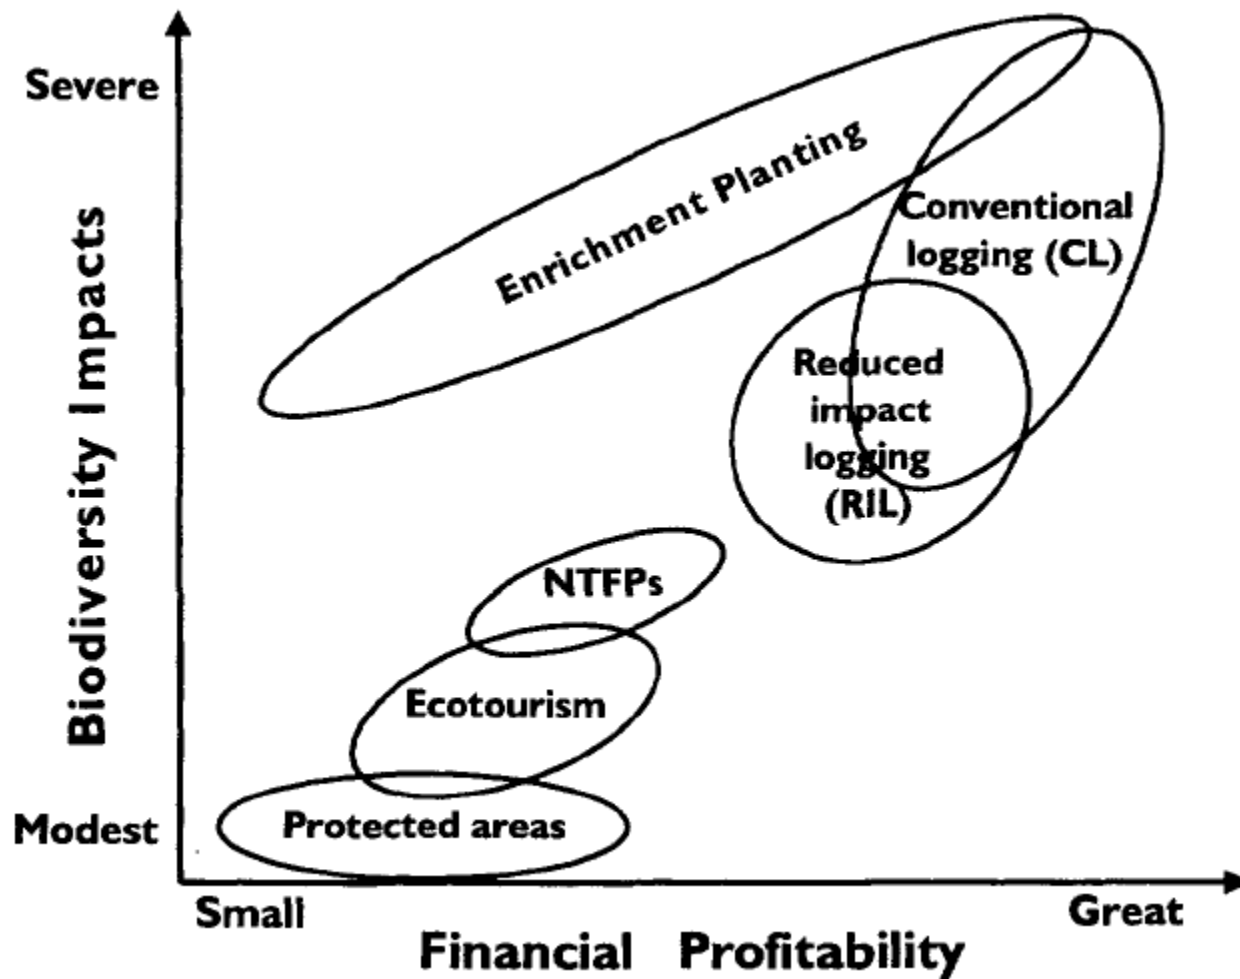 Severe
Biodiversity Impacts
Modest
Enrichment Planting
Conventional
logging (CL)
Reduced
impact
logging
(RIL)
NTFPs
Ecotourism
Protected areas
Small
Great
Financial Profitability